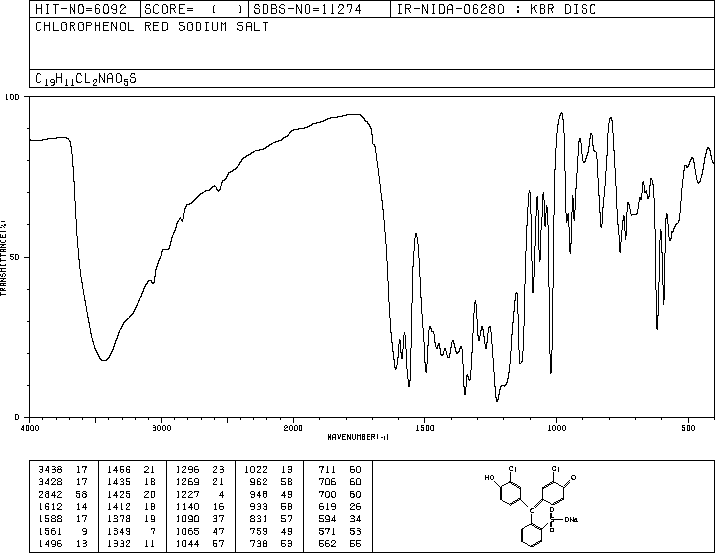 HIT-NO=6092 SCORE= ( ) SDBS-NO=11274 IR-NIDA-06280 : KBR DISC
CHLOROPHENOL RED SODIUM SALT
C19H11CL2NAO5S
100
50
0
TRANSMITTANCE(%)
4000 3000 2000 1500 1000 500
WAVENUMBER(-1)
3438 17 1466 21 1296 23 1022 13 711 60
3428 17 1435 18 1269 21 962 58 706 60
2842 58 1425 20 1227 4 948 49 700 60
1612 14 1412 18 1140 16 933 58 619 26
1588 17 1378 19 1090 37 831 57 594 34
1561 9 1349 7 1065 47 759 49 571 53
1496 13 1332 11 1044 57 738 53 562 55
Cl Cl
HO O
C
O
S ONa
O